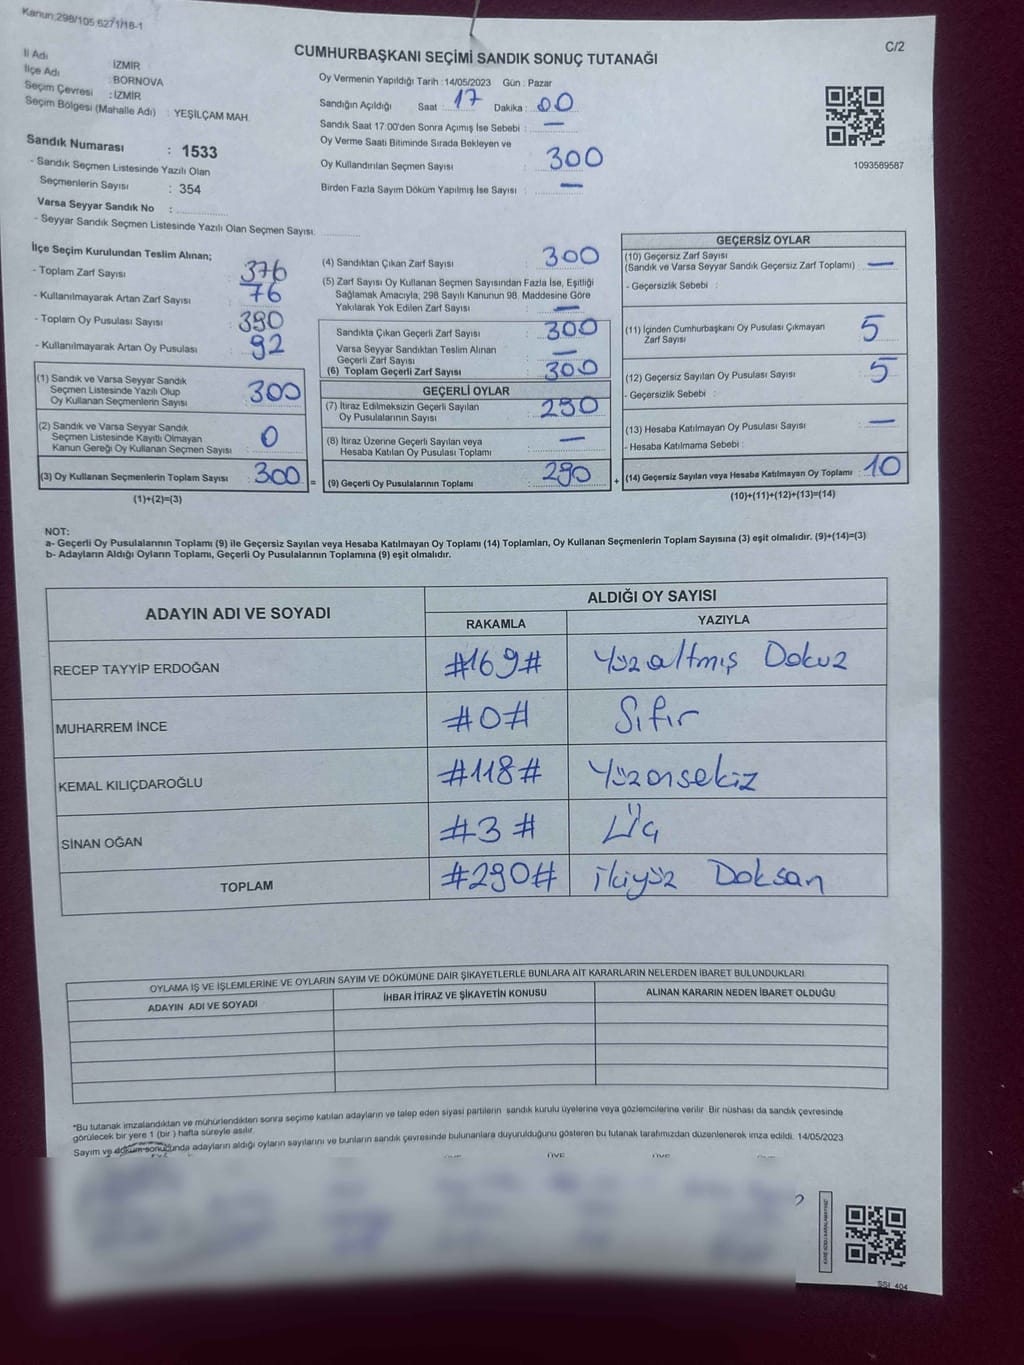 Kanun:298/105 6271/18-1
C/2
CUMHURBAŞKANI SEÇİMİ SANDIK SONUÇ TUTANAĞI
İl Adı İZMİR
İlçe Adı : BORNOVA
Seçim Çevresi : İZMİR
Seçim Bölgesi (Mahalle Adı) : YEŞİLÇAM MAH.
Sandık Numarası : 1533
- Sandık Seçmen Listesinde Yazılı Olan
Seçmenlerin Sayısı : 354
Varsa Seyyar Sandık No :
- Seyyar Sandık Seçmen Listesinde Yazılı Olan Seçmen Sayısı:
Oy Vermenin Yapıldığı Tarih : 14/05/2023 Gün : Pazar
Sandığın Açıldığı Saat : 17 Dakika : 00
Sandık Saat 17:00'den Sonra Açımış İse Sebebi : —
Oy Verme Saati Bitiminde Sırada Bekleyen ve
Oy Kullandırılan Seçmen Sayısı : 300
Birden Fazla Sayım Döküm Yapılmış İse Sayısı : —
1093589587
İlçe Seçim Kurulundan Teslim Alınan;
- Toplam Zarf Sayısı : 376
- Kullanılmayarak Artan Zarf Sayısı : 76
- Toplam Oy Pusulası Sayısı : 390
- Kullanılmayarak Artan Oy Pusulası : 92
(1) Sandık ve Varsa Seyyar Sandık
Seçmen Listesinde Yazılı Olup
Oy Kullanan Seçmenlerin Sayısı : 300
(2) Sandık ve Varsa Seyyar Sandık
Seçmen Listesinde Kayıtlı Olmayan
Kanun Gereği Oy Kullanan Seçmen Sayısı : 0
(3) Oy Kullanan Seçmenlerin Toplam Sayısı : 300 =
(1)+(2)=(3)
(4) Sandıktan Çıkan Zarf Sayısı : 300
(5) Zarf Sayısı Oy Kullanan Seçmen Sayısından Fazla İse, Eşitliği
Sağlamak Amacıyla, 298 Sayılı Kanunun 98. Maddesine Göre
Yakılarak Yok Edilen Zarf Sayısı : —
Sandıkta Çıkan Geçerli Zarf Sayısı : 300
Varsa Seyyar Sandıktan Teslim Alınan
Geçerli Zarf Sayısı : —
(6) Toplam Geçerli Zarf Sayısı : 300
GEÇERLİ OYLAR
(7) İtiraz Edilmeksizin Geçerli Sayılan
Oy Pusulalarının Sayısı : 290
(8) İtiraz Üzerine Geçerli Sayılan veya
Hesaba Katılan Oy Pusulası Toplamı : —
(9) Geçerli Oy Pusulalarının Toplamı : 290 +
GEÇERSİZ OYLAR
(10) Geçersiz Zarf Sayısı
(Sandık ve Varsa Seyyar Sandık Geçersiz Zarf Toplamı) : —
- Geçersizlik Sebebi :
(11) İçinden Cumhurbaşkanı Oy Pusulası Çıkmayan
Zarf Sayısı : 5
(12) Geçersiz Sayılan Oy Pusulası Sayısı : 5
- Geçersizlik Sebebi :
(13) Hesaba Katılmayan Oy Pusulası Sayısı : —
- Hesaba Katılmama Sebebi :
(14) Geçersiz Sayılan veya Hesaba Katılmayan Oy Toplamı : 10
(10)+(11)+(12)+(13)=(14)
NOT:
a- Geçerli Oy Pusulalarının Toplamı (9) ile Geçersiz Sayılan veya Hesaba Katılmayan Oy Toplamı (14) Toplamları, Oy Kullanan Seçmenlerin Toplam Sayısına (3) eşit olmalıdır. (9)+(14)=(3)
b- Adayların Aldığı Oyların Toplamı, Geçerli Oy Pusulalarının Toplamına (9) eşit olmalıdır.
ADAYIN ADI VE SOYADI ALDIĞI OY SAYISI
RAKAMLA YAZIYLA
RECEP TAYYİP ERDOĞAN #169# Yüzaltmış Dokuz
MUHARREM İNCE #0# Sıfır
KEMAL KILIÇDAROĞLU #118# Yüzonsekiz
SİNAN OĞAN #3# Üç
TOPLAM #290# ikiyüz Doksan
OYLAMA İŞ VE İŞLEMLERİNE VE OYLARIN SAYIM VE DÖKÜMÜNE DAİR ŞİKAYETLERLE BUNLARA AİT KARARLARIN NELERDEN İBARET BULUNDUKLARI
ADAYIN ADI VE SOYADI İHBAR İTİRAZ VE ŞİKAYETİN KONUSU ALINAN KARARIN NEDEN İBARET OLDUĞU
*Bu tutanak imzalandıktan ve mühürlendikten sonra seçime katılan adayların ve talep eden siyasi partilerin sandık kurulu üyelerine veya gözlemcilerine verilir. Bir nüshası da sandık çevresinde
görülecek bir yere 1 (bir ) hafta süreyle asılır.
Sayım ve döküm sonucunda adayların aldığı oyların sayılarını ve bunların sandık çevresinde bulunanlara duyurulduğunu gösteren bu tutanak tarafımızdan düzenlenerek imza edildi. 14/05/2023
SSI_404